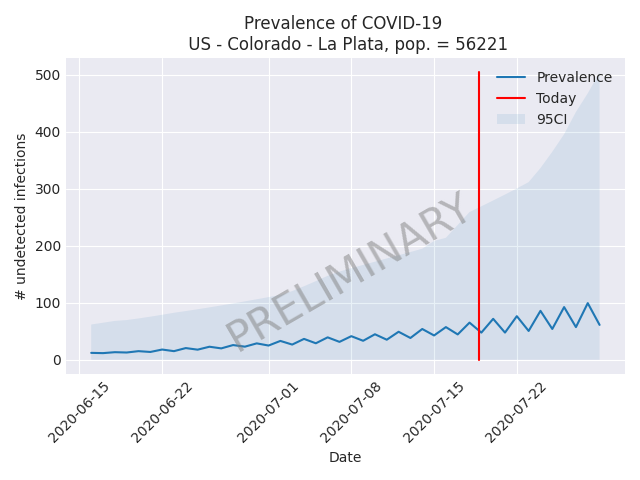 Prevalence of COVID-19
US - Colorado - La Plata, pop. = 56221
# undetected infections
500
400
300
200
100
0
Prevalence
Today
95CI
PRELIMINARY
2020-06-15
2020-06-22
2020-07-01
2020-07-08
2020-07-15
2020-07-22
Date